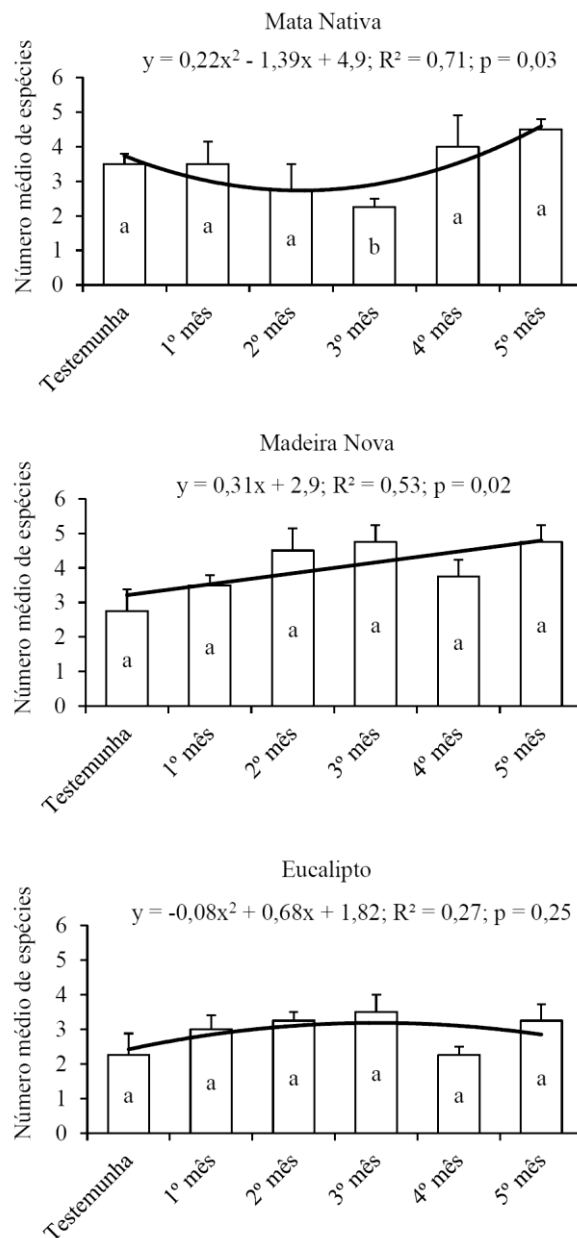 Mata Nativa
y = 0,22x² - 1,39x + 4,9; R² = 0,71; p = 0,03
Número médio de espécies
6
5
4
3
2
1
0
a
a
a
b
a
a
Testemunha
1º mês
2º mês
3º mês
4º mês
5º mês
Madeira Nova
y = 0,31x + 2,9; R² = 0,53; p = 0,02
Número médio de espécies
6
5
4
3
2
1
0
a
a
a
a
a
a
Testemunha
1º mês
2º mês
3º mês
4º mês
5º mês
Eucalipto
y = -0,08x² + 0,68x + 1,82; R² = 0,27; p = 0,25
Número médio de espécies
6
5
4
3
2
1
0
a
a
a
a
a
a
Testemunha
1º mês
2º mês
3º mês
4º mês
5º mês